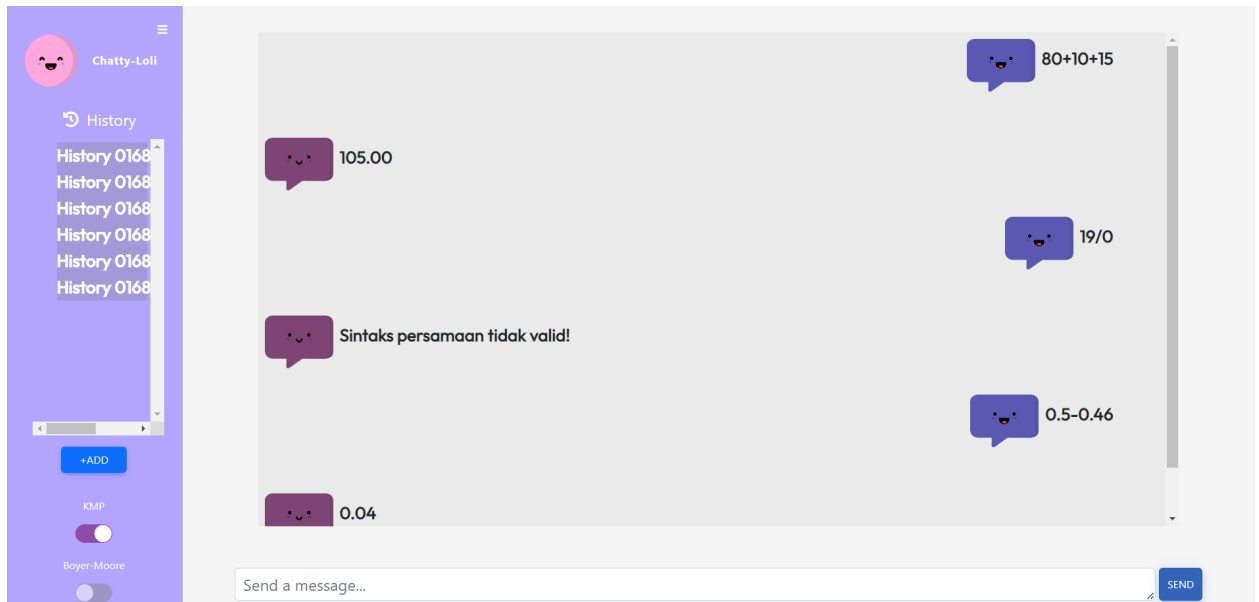 Chatty-Loli
History
History 0168
History 0168
History 0168
History 0168
History 0168
History 0168
+ADD
KMP
Boyer-Moore
80+10+15
105.00
19/0
Sintaks persamaan tidak valid!
0.5-0.46
0.04
Send a message...
SEND